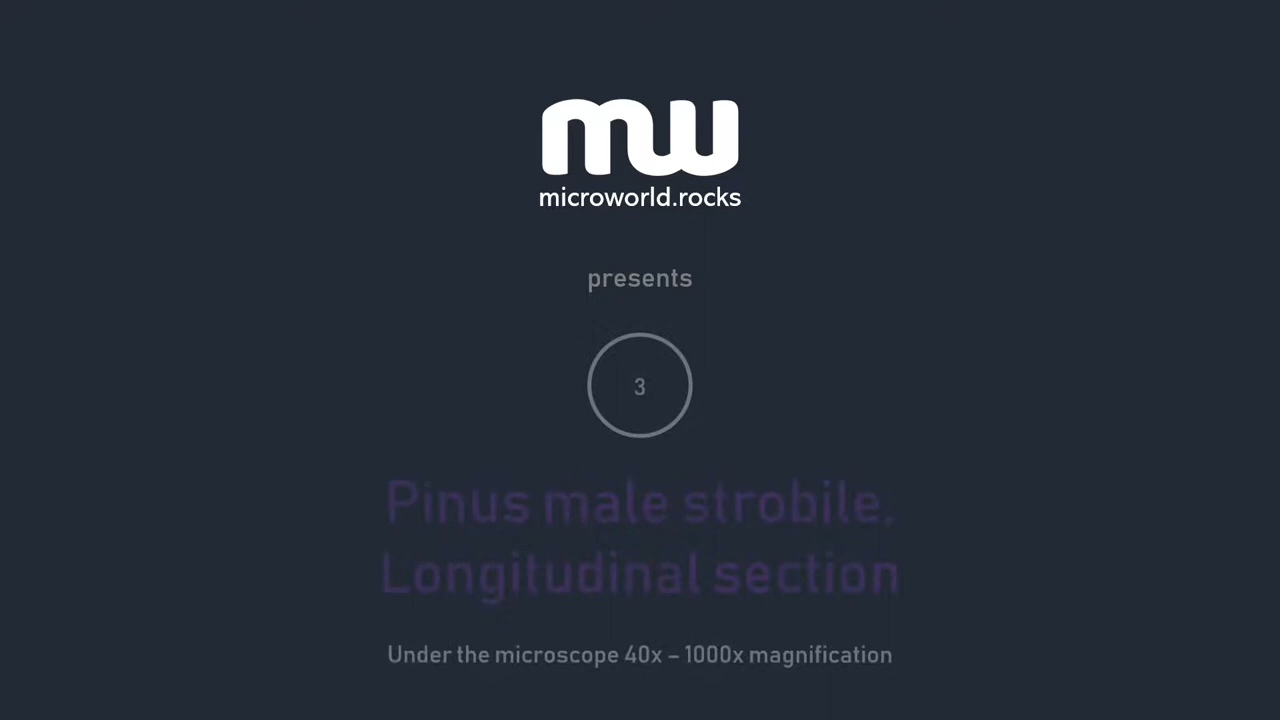 mw
microworld.rocks
presents
3
Pinus male strobile.
Longitudinal section
Under the microscope 40x – 1000x magnification